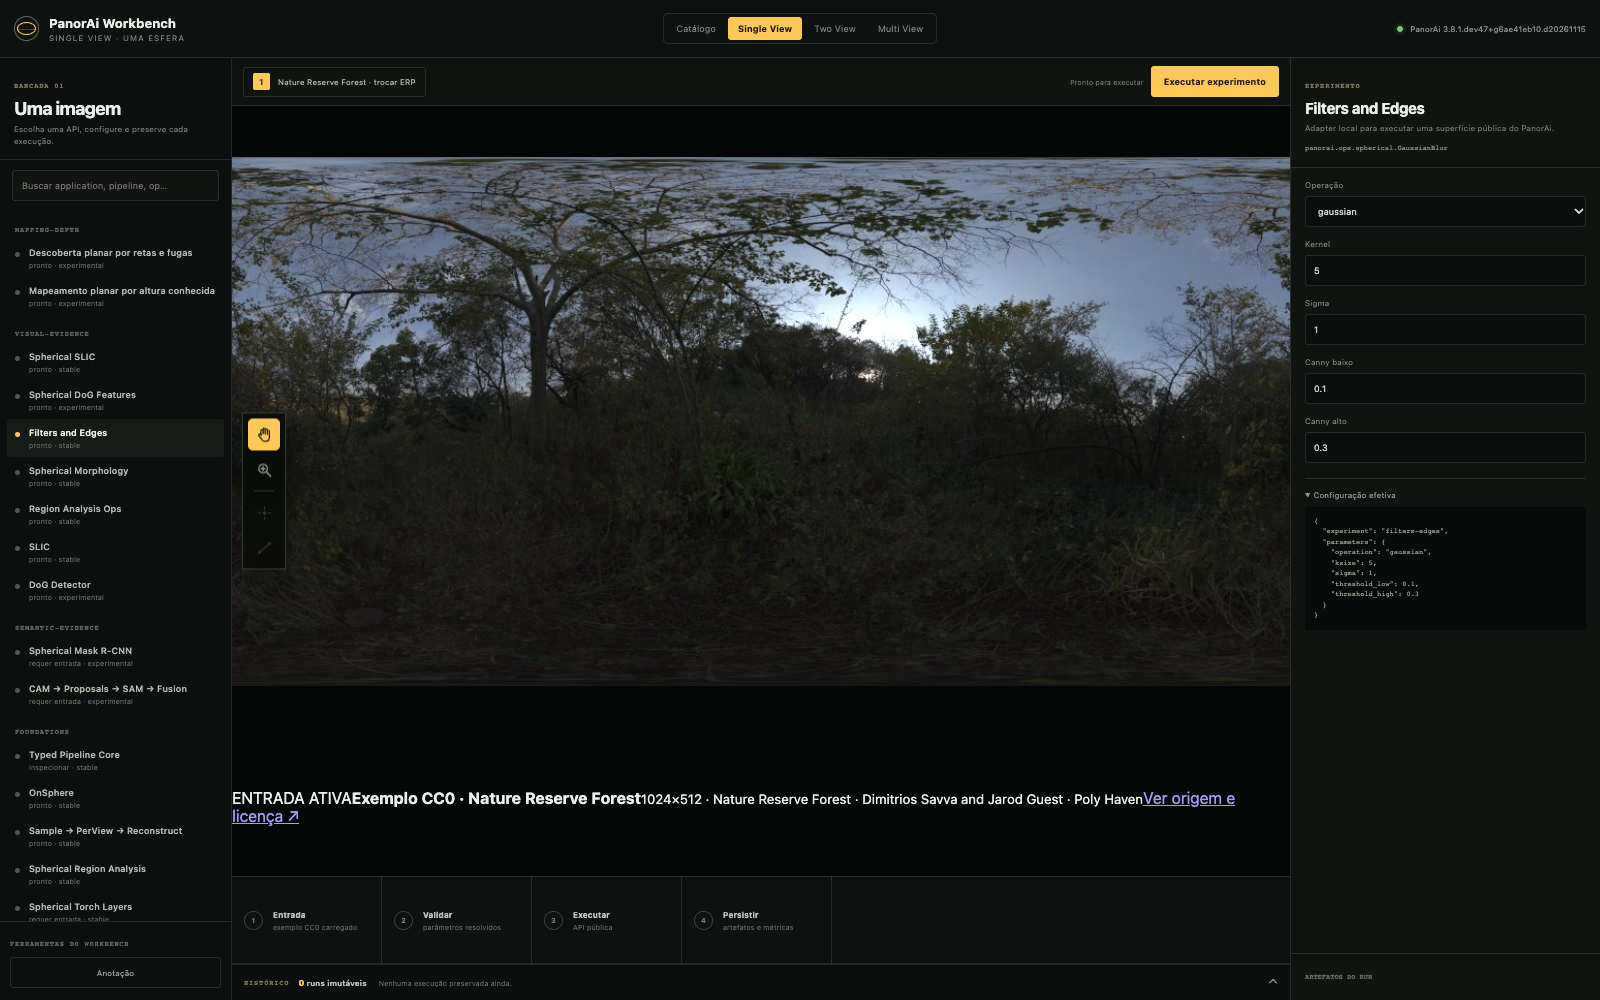 PanorAi Workbench
SINGLE VIEW · UMA ESFERA
Catálogo
Single View
Two View
Multi View
PanorAi 3.8.1.dev47+g6ae41eb10.d20261115
BANCADA 01
Uma imagem
Escolha uma API, configure e preserve cada
execução.
Buscar application, pipeline, op...
MAPPING-DEPTH
Descoberta planar por retas e fugas
pronto · experimental
Mapeamento planar por altura conhecida
pronto · experimental
VISUAL-EVIDENCE
Spherical SLIC
pronto · stable
Spherical DoG Features
pronto · experimental
Filters and Edges
pronto · stable
Spherical Morphology
pronto · stable
Region Analysis Ops
pronto · stable
SLIC
pronto · stable
DoG Detector
pronto · experimental
SEMANTIC-EVIDENCE
Spherical Mask R-CNN
requer entrada · experimental
CAM → Proposals → SAM → Fusion
requer entrada · experimental
FOUNDATIONS
Typed Pipeline Core
inspecionar · stable
OnSphere
pronto · stable
Sample → PerView → Reconstruct
pronto · stable
Spherical Region Analysis
pronto · stable
Spherical Torch Layers
requer entrada · stable
FERRAMENTAS DO WORKBENCH
Anotação
1 Nature Reserve Forest · trocar ERP
Pronto para executar
Executar experimento
ENTRADA ATIVAExemplo CC0 · Nature Reserve Forest1024×512 · Nature Reserve Forest · Dimitrios Savva and Jarod Guest · Poly HavenVer origem e
licença ↗
1 Entrada
exemplo CC0 carregado
2 Validar
parâmetros resolvidos
3 Executar
API pública
4 Persistir
artefatos e métricas
HISTÓRICO 0 runs imutáveis Nenhuma execução preservada ainda.
EXPERIMENTO
Filters and Edges
Adapter local para executar uma superfície pública do PanorAi.
panorai.ops.spherical.GaussianBlur
Operação
gaussian
Kernel
5
Sigma
1
Canny baixo
0.1
Canny alto
0.3
▼ Configuração efetiva
{
"experiment": "filters-edges",
"parameters": {
"operation": "gaussian",
"ksize": 5,
"sigma": 1,
"threshold_low": 0.1,
"threshold_high": 0.3
}
}
ARTEFATOS DO RUN